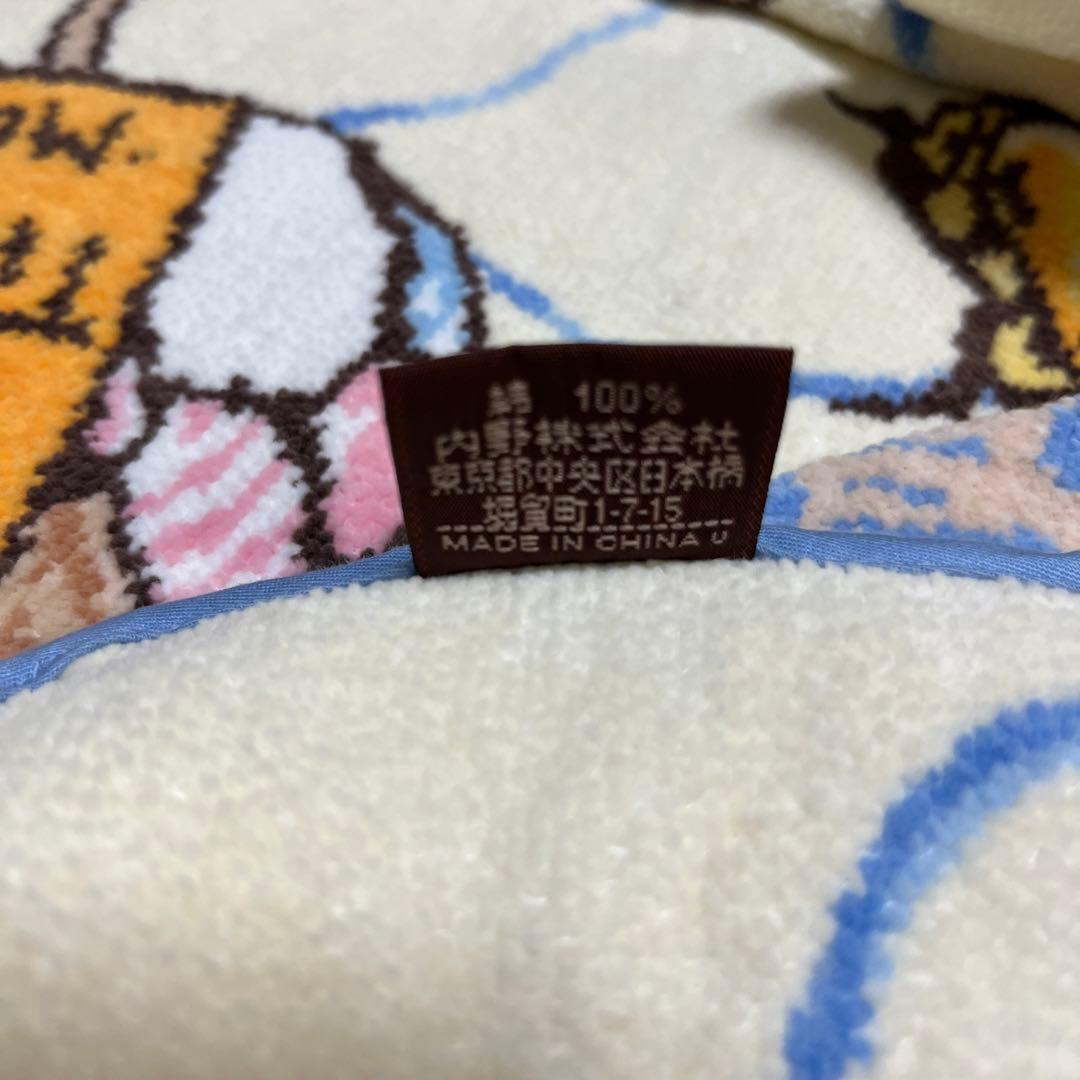 ow.
綿 100%
内野株式会社
東京都中央区日本橋
堀留町1-7-15
MADE IN CHINA U